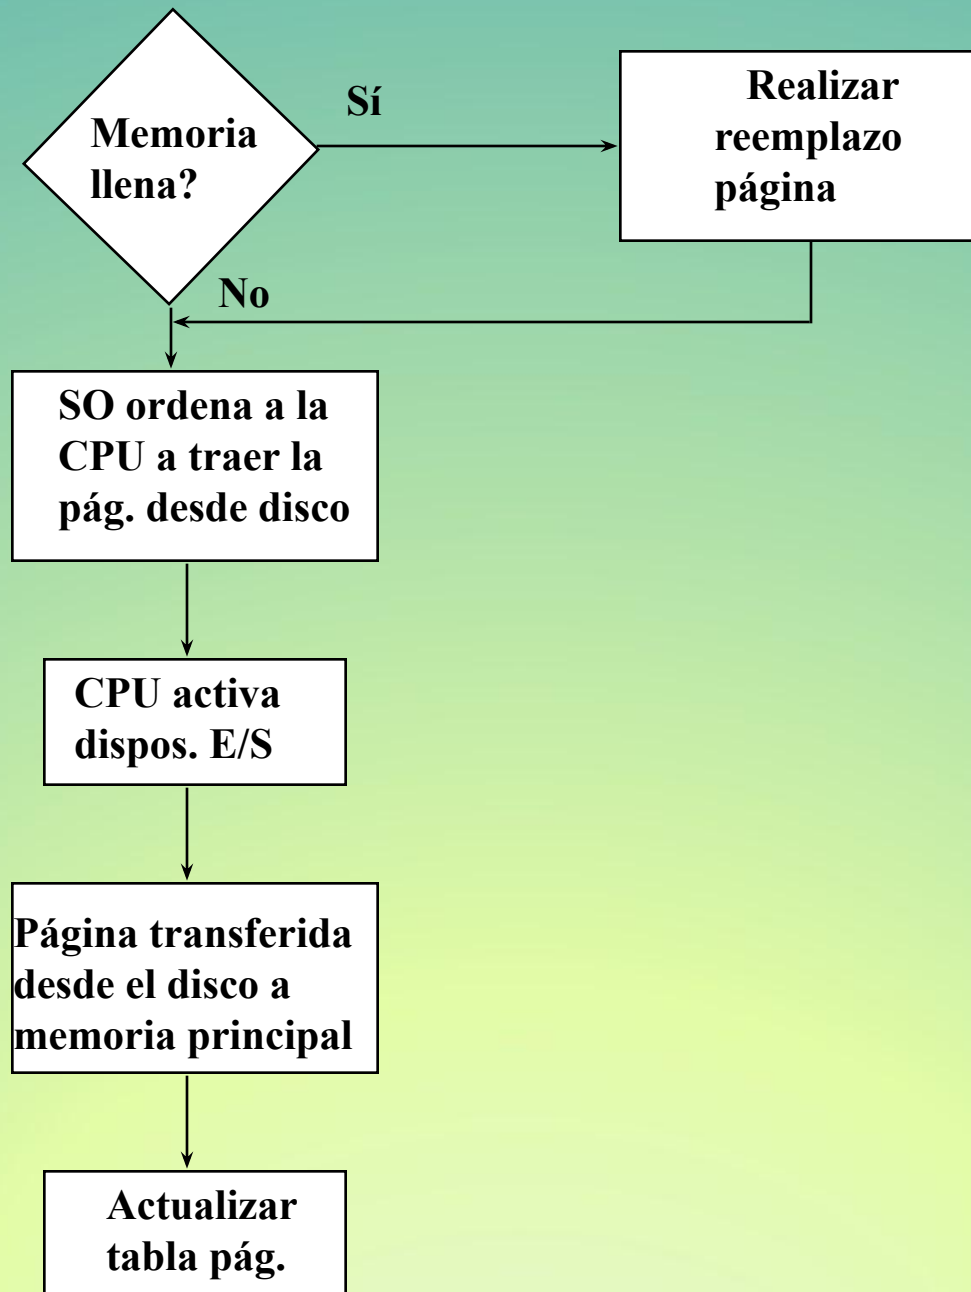 Memoria
llena?
Sí
Realizar
reemplazo
página
No
SO ordena a la
CPU a traer la
pág. desde disco
CPU activa
dispos. E/S
Página transferida
desde el disco a
memoria principal
Actualizar
tabla pág.